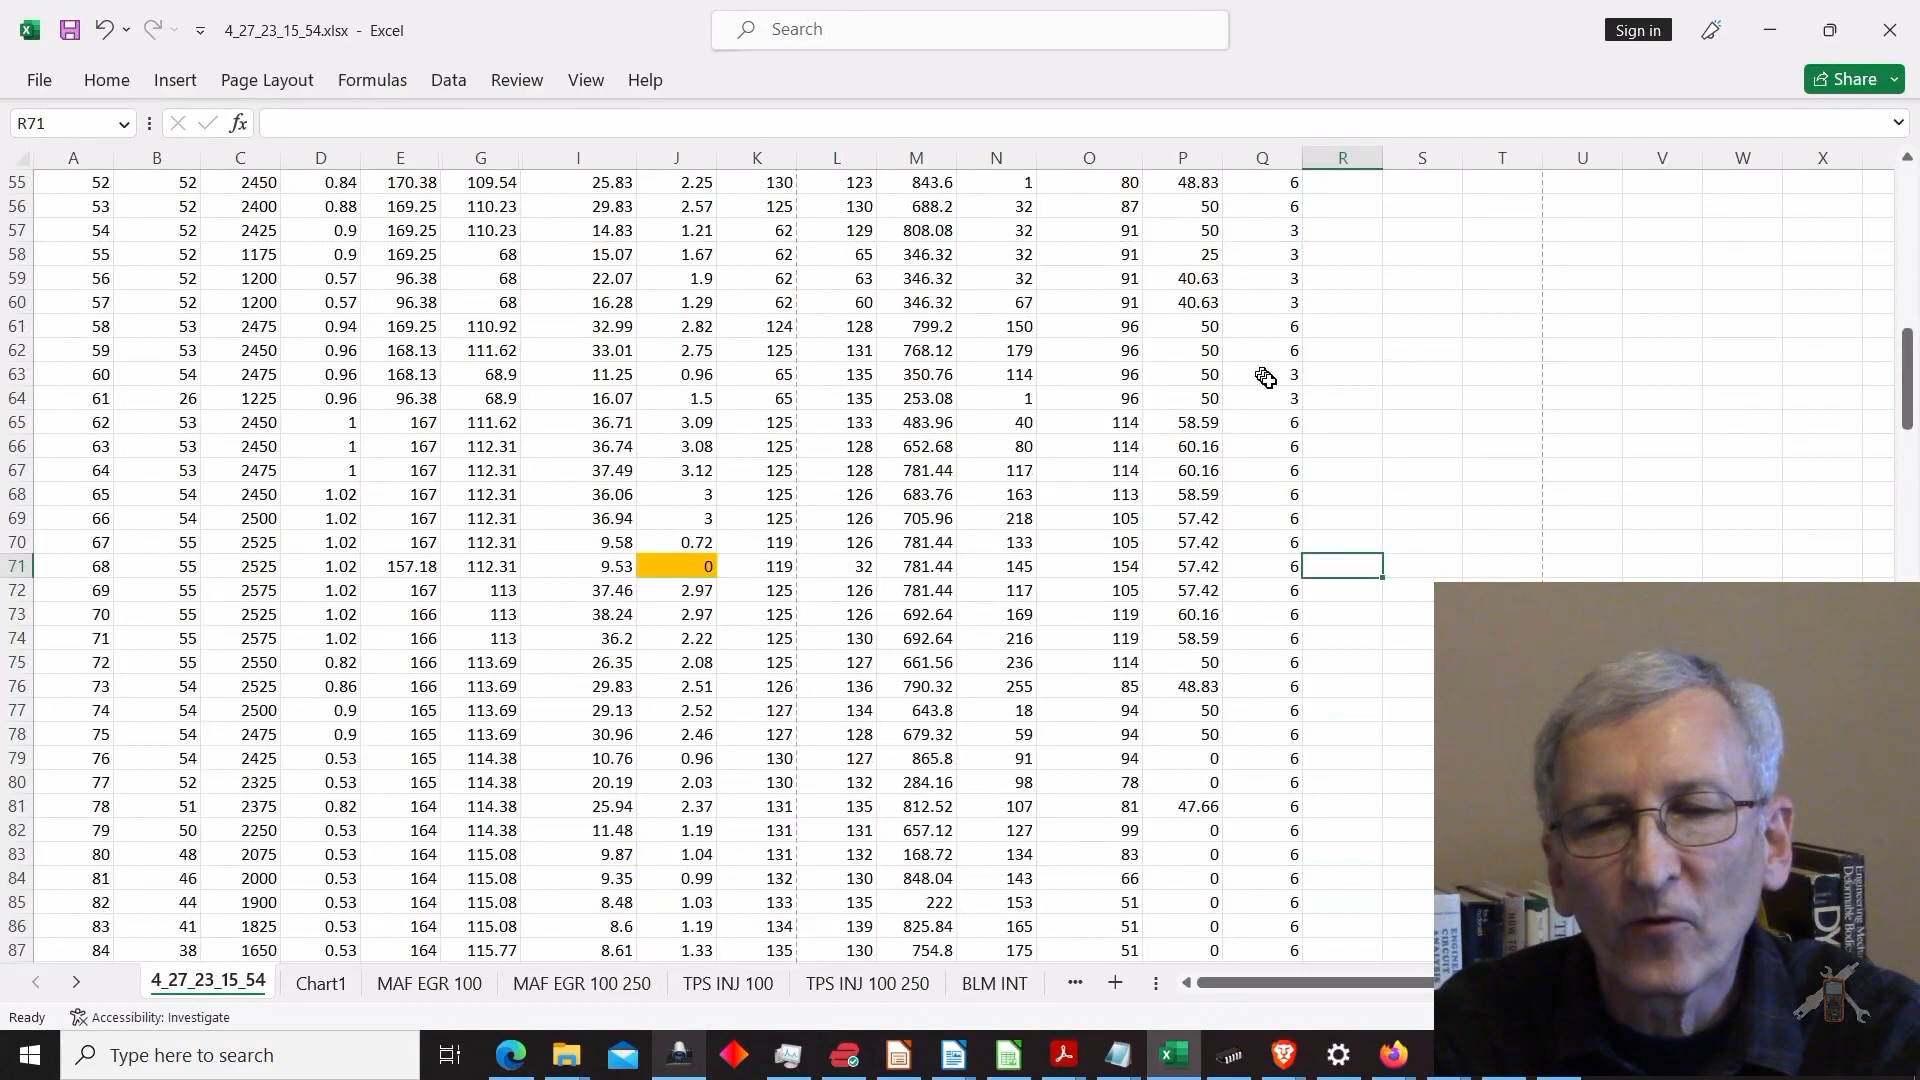 4_27_23_15_54.xlsx - Excel
Search
Sign in
File Home Insert Page Layout Formulas Data Review View Help
Share
R71
fx
A B C D E G I J K L M N O P Q R S T U V W X
55 52 52 2450 0.84 170.38 109.54 25.83 2.25 130 123 843.6 1 80 48.83 6
56 53 52 2400 0.88 169.25 110.23 29.83 2.57 125 130 688.2 32 87 50 6
57 54 52 2425 0.9 169.25 110.23 14.83 1.21 62 129 808.08 32 91 50 3
58 55 52 1175 0.9 169.25 68 15.07 1.67 62 65 346.32 32 91 25 3
59 56 52 1200 0.57 96.38 68 22.07 1.9 62 63 346.32 32 91 40.63 3
60 57 52 1200 0.57 96.38 68 16.28 1.29 62 60 346.32 67 91 40.63 3
61 58 53 2475 0.94 169.25 110.92 32.99 2.82 124 128 799.2 150 96 50 6
62 59 53 2450 0.96 168.13 111.62 33.01 2.75 125 131 768.12 179 96 50 6
63 60 54 2475 0.96 168.13 68.9 11.25 0.96 65 135 350.76 114 96 50 3
64 61 26 1225 0.96 96.38 68.9 16.07 1.5 65 135 253.08 1 96 50 3
65 62 53 2450 1 167 111.62 36.71 3.09 125 133 483.96 40 114 58.59 6
66 63 53 2450 1 167 112.31 36.74 3.08 125 128 652.68 80 114 60.16 6
67 64 53 2475 1 167 112.31 37.49 3.12 125 128 781.44 117 114 60.16 6
68 65 54 2450 1.02 167 112.31 36.06 3 125 126 683.76 163 113 58.59 6
69 66 54 2500 1.02 167 112.31 36.94 3 125 126 705.96 218 105 57.42 6
70 67 55 2525 1.02 167 112.31 9.58 0.72 119 126 781.44 133 105 57.42 6
71 68 55 2525 1.02 157.18 112.31 9.53 0 119 32 781.44 145 154 57.42 6
72 69 55 2575 1.02 167 113 37.46 2.97 125 126 781.44 117 105 57.42 6
73 70 55 2525 1.02 166 113 38.24 2.97 125 126 692.64 169 119 60.16 6
74 71 55 2575 1.02 166 113 36.2 2.22 125 130 692.64 216 119 58.59 6
75 72 55 2550 0.82 166 113.69 26.35 2.08 125 127 661.56 236 114 50 6
76 73 54 2525 0.86 166 113.69 29.83 2.51 126 136 790.32 255 85 48.83 6
77 74 54 2500 0.9 165 113.69 29.13 2.52 127 134 643.8 18 94 50 6
78 75 54 2475 0.9 165 113.69 30.96 2.46 127 128 679.32 59 94 50 6
79 76 54 2425 0.53 165 114.38 10.76 0.96 130 127 865.8 91 94 0 6
80 77 52 2325 0.53 165 114.38 20.19 2.03 130 132 284.16 98 78 0 6
81 78 51 2375 0.82 164 114.38 25.94 2.37 131 135 812.52 107 81 47.66 6
82 79 50 2250 0.53 164 114.38 11.48 1.19 131 131 657.12 127 99 0 6
83 80 48 2075 0.53 164 115.08 9.87 1.04 131 132 168.72 134 83 0 6
84 81 46 2000 0.53 164 115.08 9.35 0.99 132 130 848.04 143 66 0 6
85 82 44 1900 0.53 164 115.08 8.48 1.03 133 135 222 153 51 0 6
86 83 41 1825 0.53 164 115.08 8.6 1.19 134 139 825.84 165 51 0 6
87 84 38 1650 0.53 164 115.77 8.61 1.33 135 130 754.8 175 51 0 6
4_27_23_15_54 Chart1 MAF EGR 100 MAF EGR 100 250 TPS INJ 100 TPS INJ 100 250 BLM INT
Ready Accessibility: Investigate
Type here to search